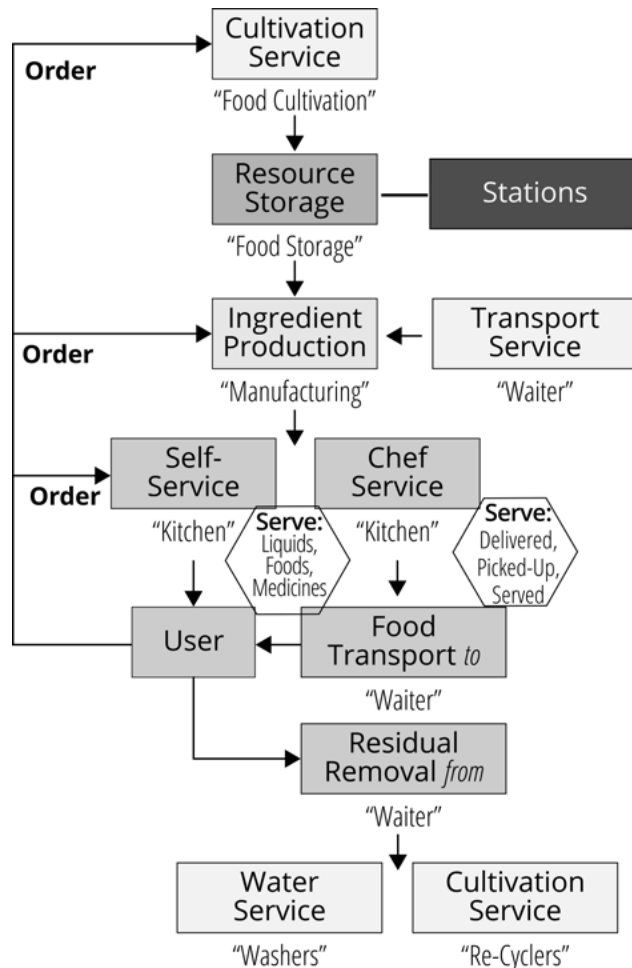 Cultivation
Service
Order
“Food Cultivation”
Resource
Storage
Stations
“Food Storage”
Ingredient
Production
Transport
Service
Order
“Manufacturing”
“Waiter”
Self-
Service
Chef
Service
Order
“Kitchen”
Serve:
Liquids,
Foods,
Medicines
“Kitchen”
Serve:
Delivered,
Picked-Up,
Served
User
Food
Transport to
“Waiter”
Residual
Removal from
“Waiter”
Water
Service
Cultivation
Service
“Washers”
“Re-Cyclers”